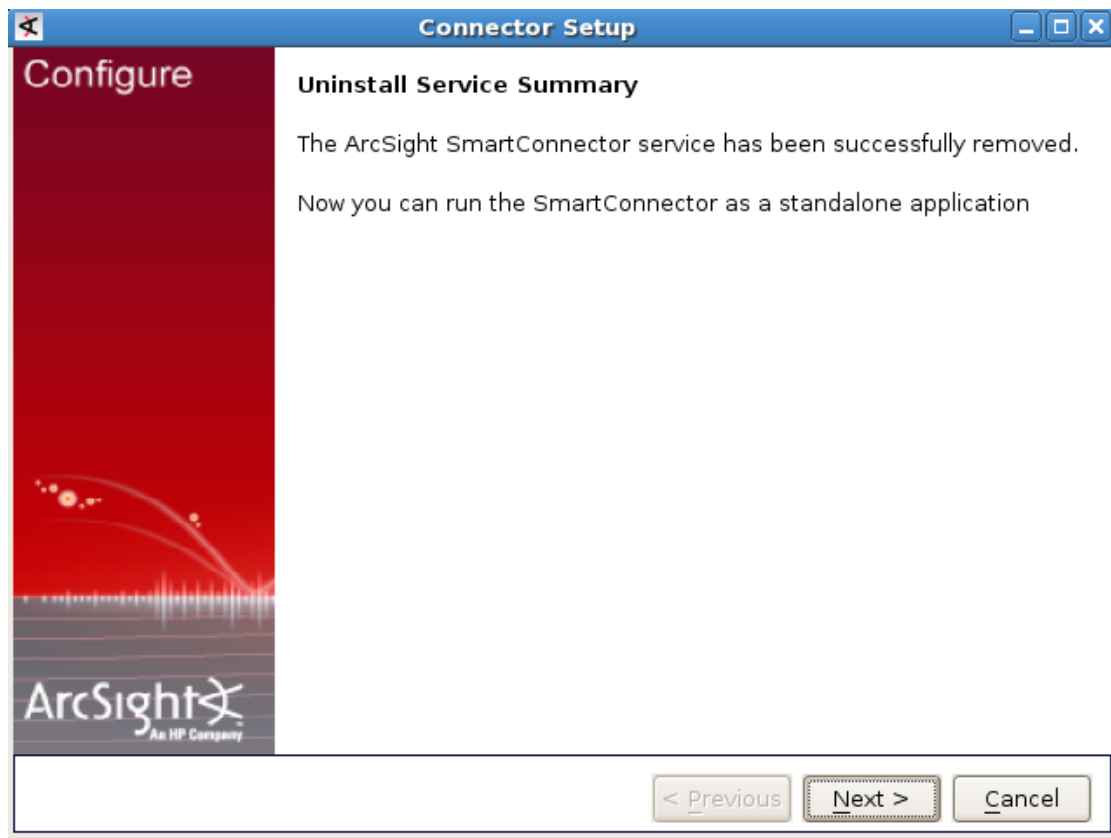 Connector Setup
Configure
Uninstall Service Summary
The ArcSight SmartConnector service has been successfully removed.
Now you can run the SmartConnector as a standalone application
ArcSight
An HP Company
< Previous
Next >
Cancel